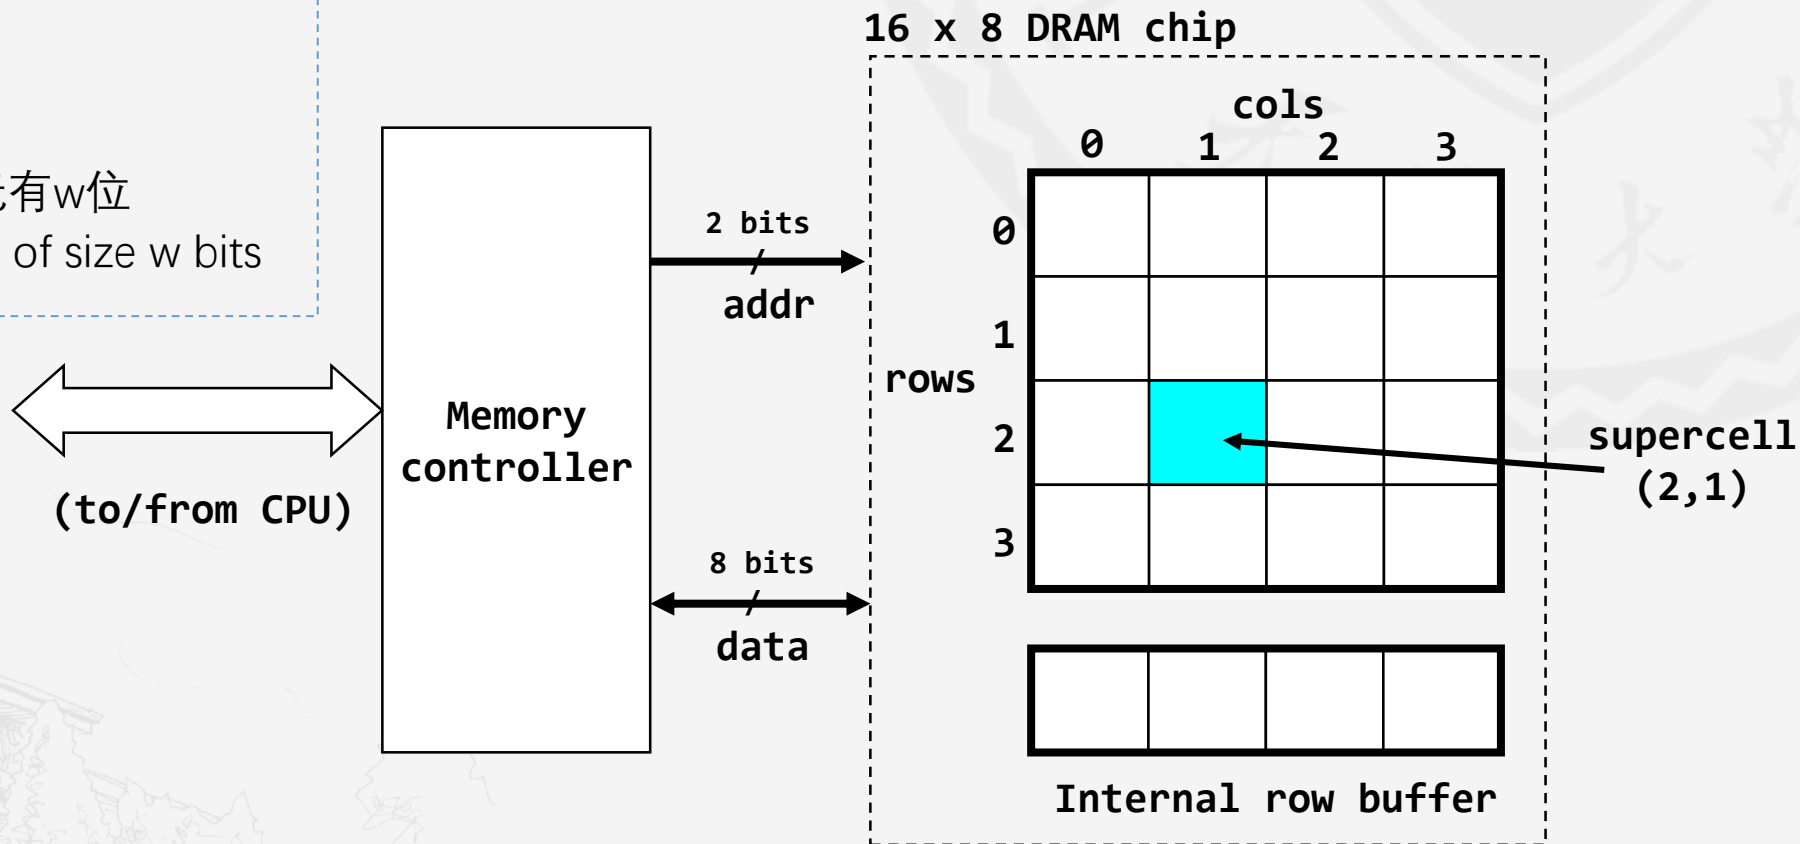 16 x 8 DRAM chip
cols
0 1 2 3
有w位
of size w bits
2 bits
addr
0
1
rows
2
3
Memory
controller
(to/from CPU)
supercell
(2,1)
8 bits
data
Internal row buffer